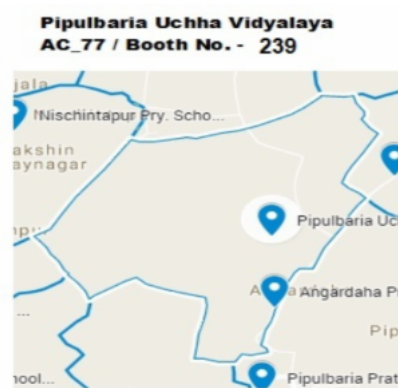 Pipulbaria Uchha Vidyalaya
AC_77 / Booth No. - 239
jala
Nischintapur Pry. Scho...
akshin
aynagar
Pipulbaria Uc
Angardaha P
...
Pip
hool...
Pipulbaria Prat